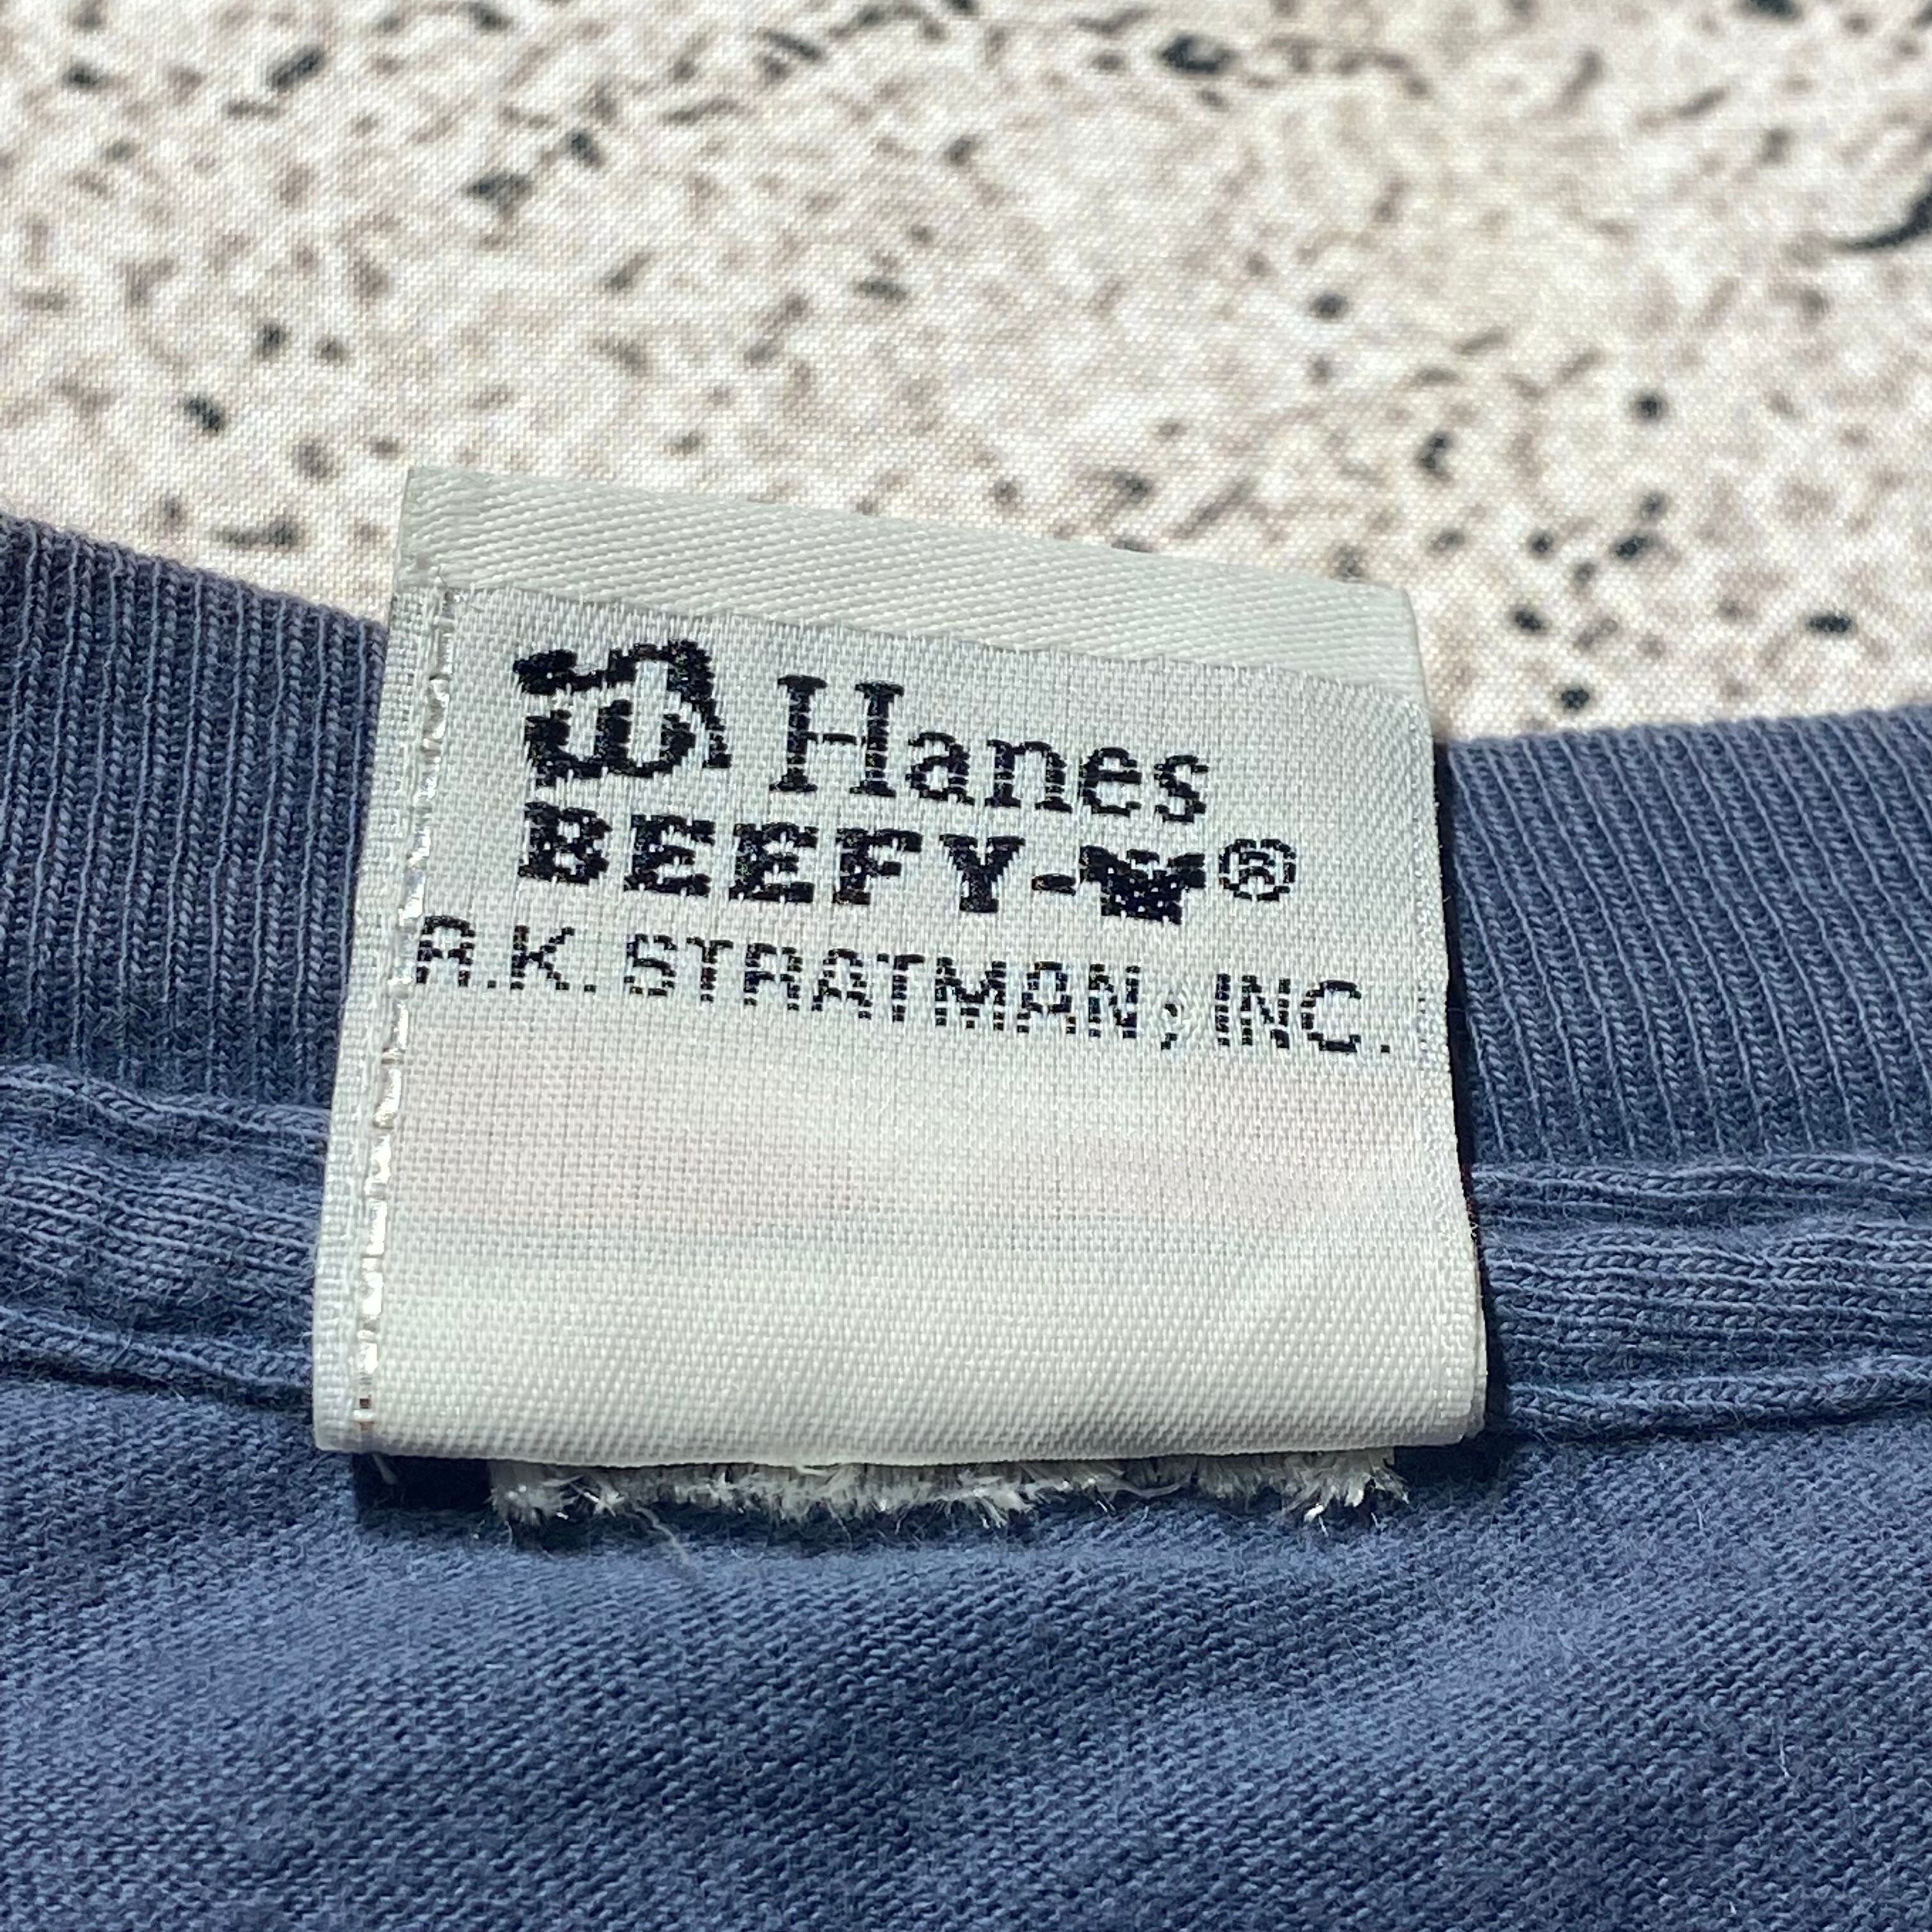 Hanes
BEEFY-®
R.K. STRATMAN, INC.